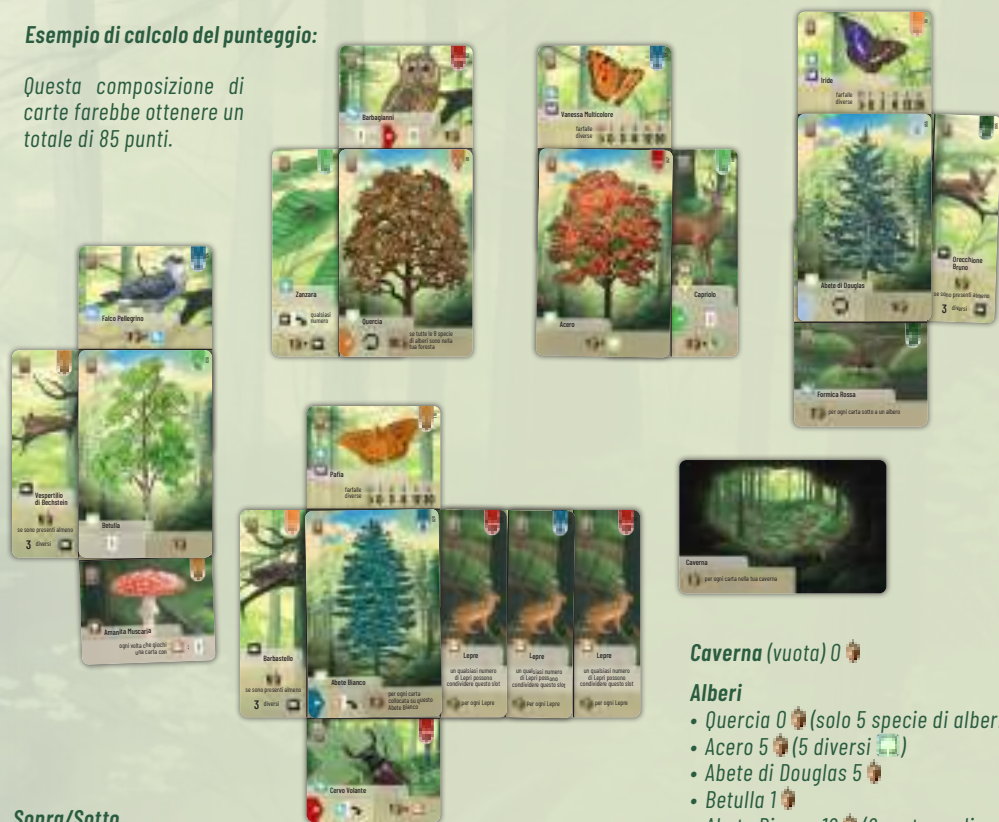 Esempio di calcolo del punteggio:
Questa composizione di
carte farebbe ottenere un
totale di 85 punti.
Barbagianni
Vanessa Multicolore
farfalle
diverse
Iride
farfalle
diverse
Zanzara
qualsiasi
numero
Quercia
se tutte le 8 specie
di alberi sono nella
tua foresta
Acero
Capriolo
Abete di Douglas
Orecchione
Bruno
se sono presenti almeno
3 diversi
Formica Rossa
per ogni carta sotto a un albero
Falco Pellegrino
Vespertilio
di Bechstein
se sono presenti almeno
3 diversi
Betulla
Amanita Muscaria
ogni volta che giochi
una carta con
Pafia
farfalle
diverse
Barbastello
se sono presenti almeno
3 diversi
Abete Bianco
per ogni carta
collocata su questo
Abete Bianco
Lepre
un qualsiasi numero
di Lepri possono
condividere questo slot
per ogni Lepre
Lepre
un qualsiasi numero
di Lepri possono
condividere questo slot
Per ogni Lepre
Lepre
un qualsiasi numero
di Lepri possono
condividere questo slot
per ogni Lepre
Cervo Volante
Caverna
per ogni carta nella tua caverna
Caverna (vuota) 0
Alberi
• Quercia 0 (solo 5 specie di alberi
• Acero 5 (5 diversi )
• Abete di Douglas 5
• Betulla 1
Sopra/Sotto